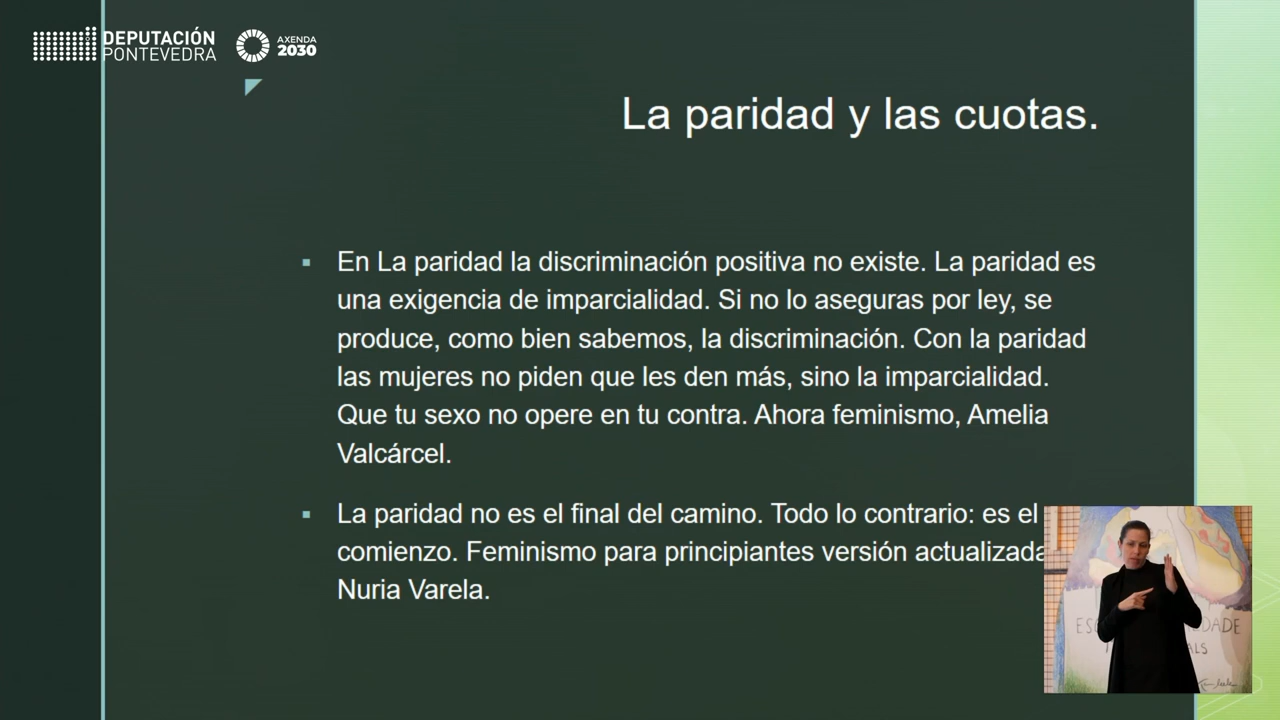 DEPUTACIÓN
PONTEVEDRA
AXENDA
2030
La paridad y las cuotas.
En La paridad la discriminación positiva no existe. La paridad es
una exigencia de imparcialidad. Si no lo aseguras por ley, se
produce, como bien sabemos, la discriminación. Con la paridad
las mujeres no piden que les den más, sino la imparcialidad.
Que tu sexo no opere en tu contra. Ahora feminismo, Amelia
Valcárcel.
La paridad no es el final del camino. Todo lo contrario: es el
comienzo. Feminismo para principiantes versión actualizada
Nuria Varela.